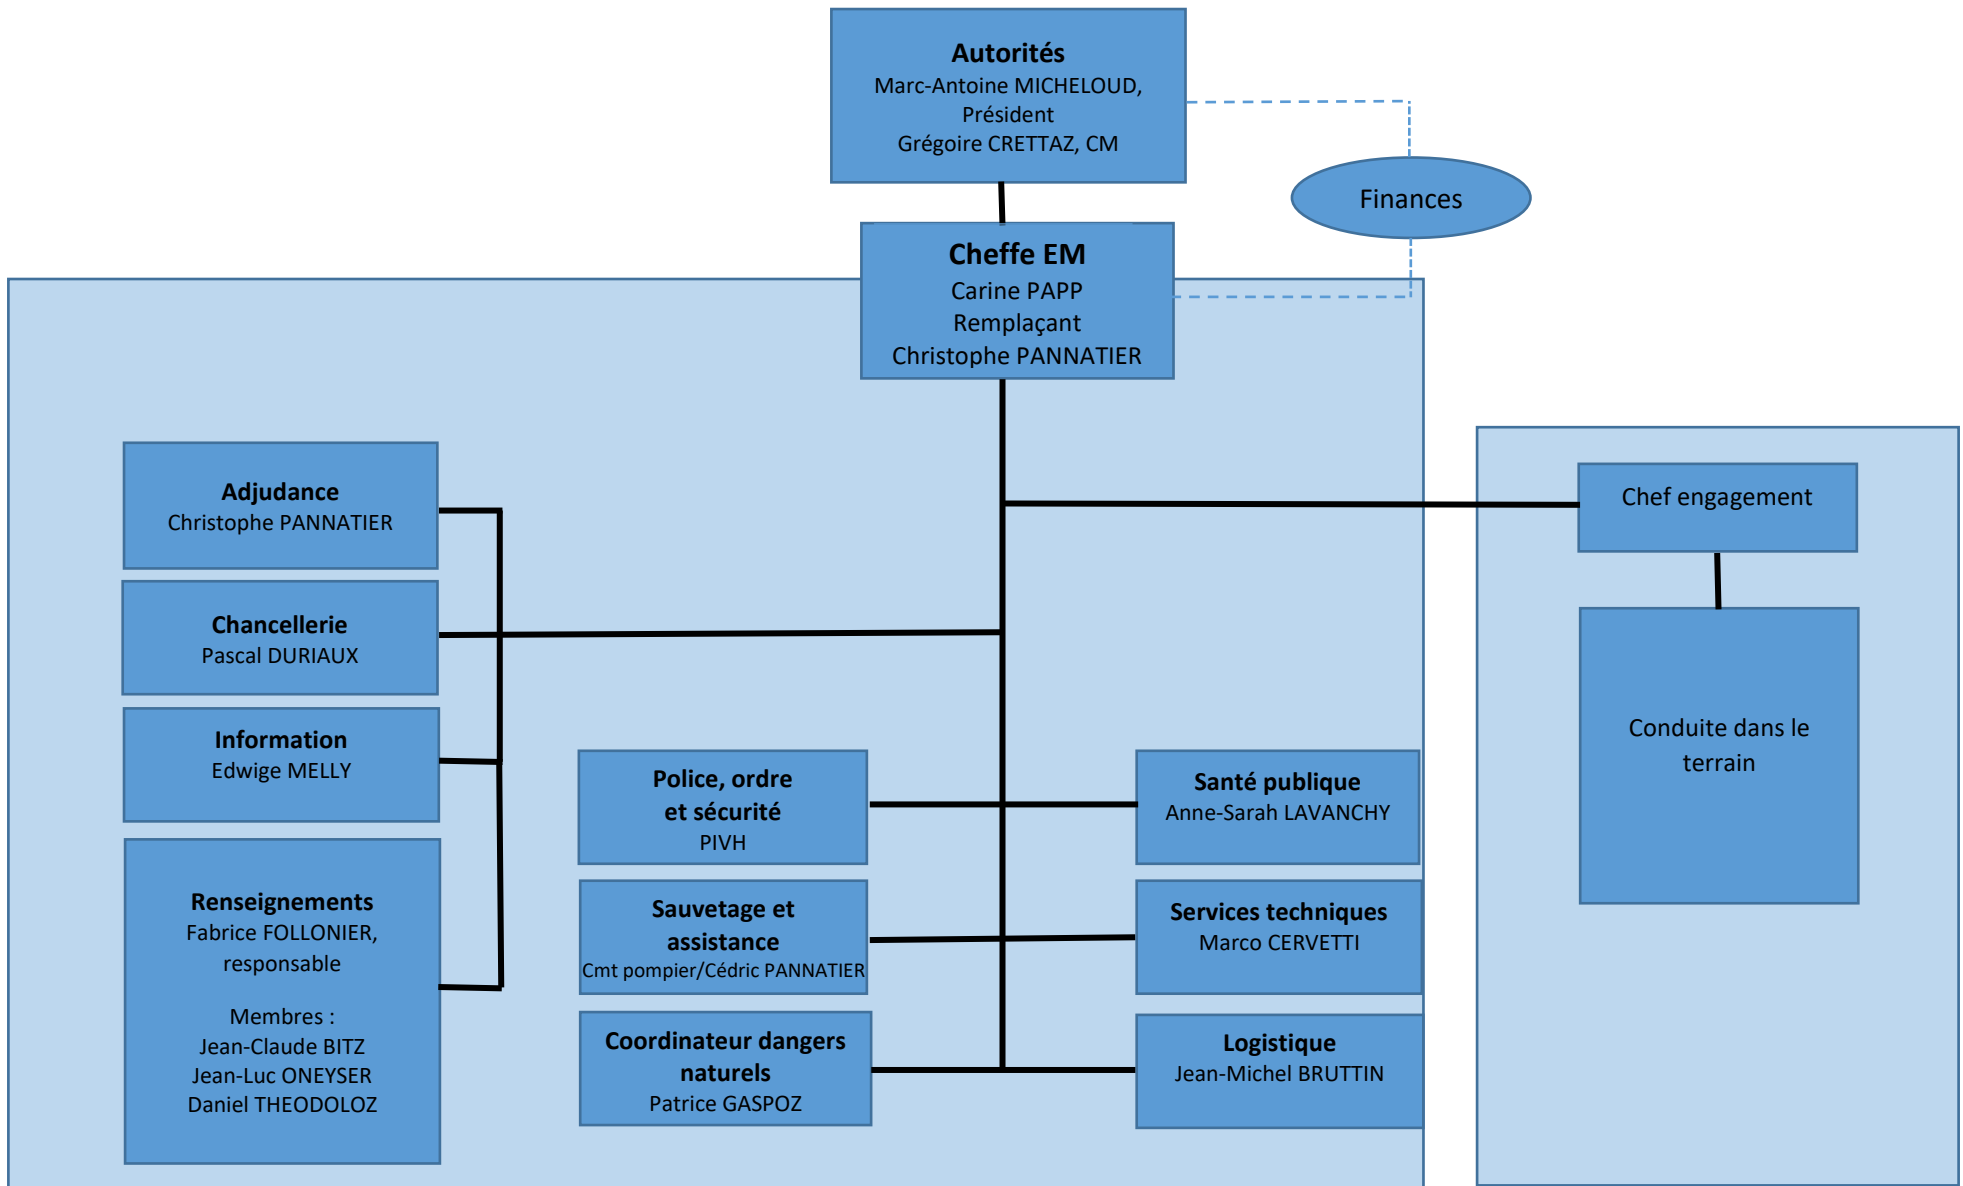 Autorités
Marc-Antoine MICHELOUD,
Président
Grégoire CRETTAZ, CM
Finances
Cheffe EM
Carine PAPP
Remplaçant
Christophe PANNATIER
Adjudance
Christophe PANNATIER
Chef engagement
Chancellerie
Pascal DURIAUX
Information
Edwige MELLY
Conduite dans le
terrain
Police, ordre
et sécurité
PIVH
Santé publique
Anne-Sarah LAVANCHY
Renseignements
Fabrice FOLLONIER,
responsable
Membres :
Jean-Claude BITZ
Jean-Luc ONEYSER
Daniel THEODOLOZ
Sauvetage et
assistance
Cmt pompier/Cédric PANNATIER
Services techniques
Marco CERVETTI
Coordinateur dangers
naturels
Patrice GASPOZ
Logistique
Jean-Michel BRUTTIN